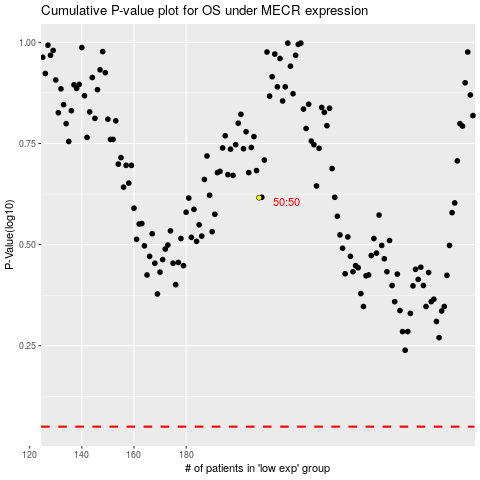 Cumulative P-value plot for OS under MECR expression
1.00
0.75
0.50
0.25
P-Value(log10)
50:50
120 140 160 180
# of patients in 'low exp' group